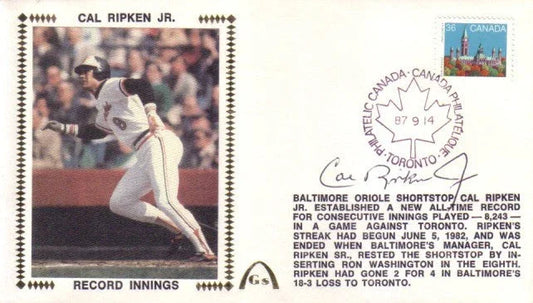 CAL RIPKEN JR.
8
RECORD INNINGS
Gs
36 CANADA
PHILATELIC CANADA · CANADA PHILATÉLIQUE
87 9 14
· TORONTO ·
Cal Ripken Jr
BALTIMORE ORIOLE SHORTSTOP CAL RIPKEN
JR. ESTABLISHED A NEW ALL-TIME RECORD
FOR CONSECUTIVE INNINGS PLAYED — 8,243 —
IN A GAME AGAINST TORONTO. RIPKEN'S
STREAK HAD BEGUN JUNE 5, 1982, AND WAS
ENDED WHEN BALTIMORE'S MANAGER, CAL
RIPKEN SR., RESTED THE SHORTSTOP BY IN-
SERTING RON WASHINGTON IN THE EIGHTH.
RIPKEN HAD GONE 2 FOR 4 IN BALTIMORE'S
18-3 LOSS TO TORONTO.